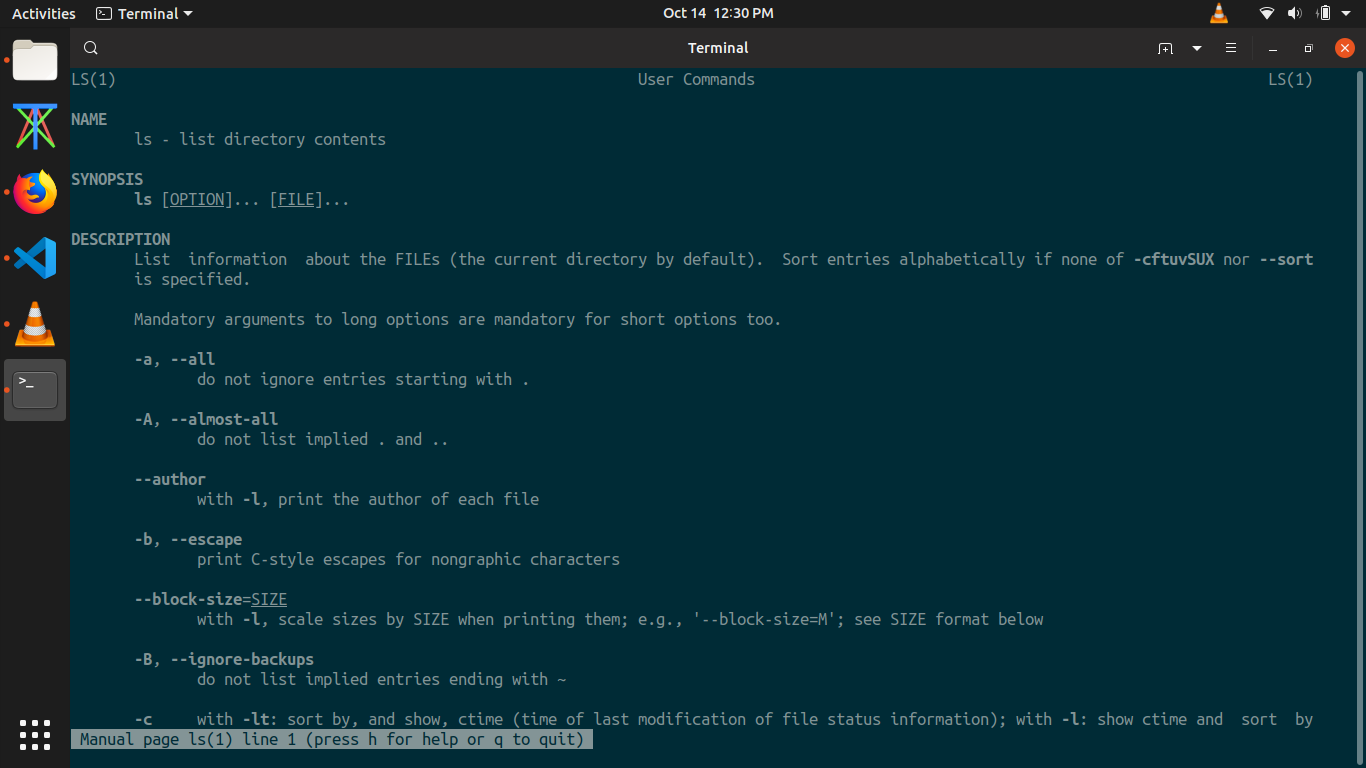 Activities Terminal Oct 14 12:30 PM
Terminal
LS(1) User Commands LS(1)
NAME
ls - list directory contents
SYNOPSIS
ls [OPTION]... [FILE]...
DESCRIPTION
List information about the FILEs (the current directory by default). Sort entries alphabetically if none of -cftuvSUX nor --sort
is specified.
Mandatory arguments to long options are mandatory for short options too.
-a, --all
do not ignore entries starting with .
-A, --almost-all
do not list implied . and ..
--author
with -l, print the author of each file
-b, --escape
print C-style escapes for nongraphic characters
--block-size=SIZE
with -l, scale sizes by SIZE when printing them; e.g., '--block-size=M'; see SIZE format below
-B, --ignore-backups
do not list implied entries ending with ~
-c with -lt: sort by, and show, ctime (time of last modification of file status information); with -l: show ctime and sort by
Manual page ls(1) line 1 (press h for help or q to quit)
>_